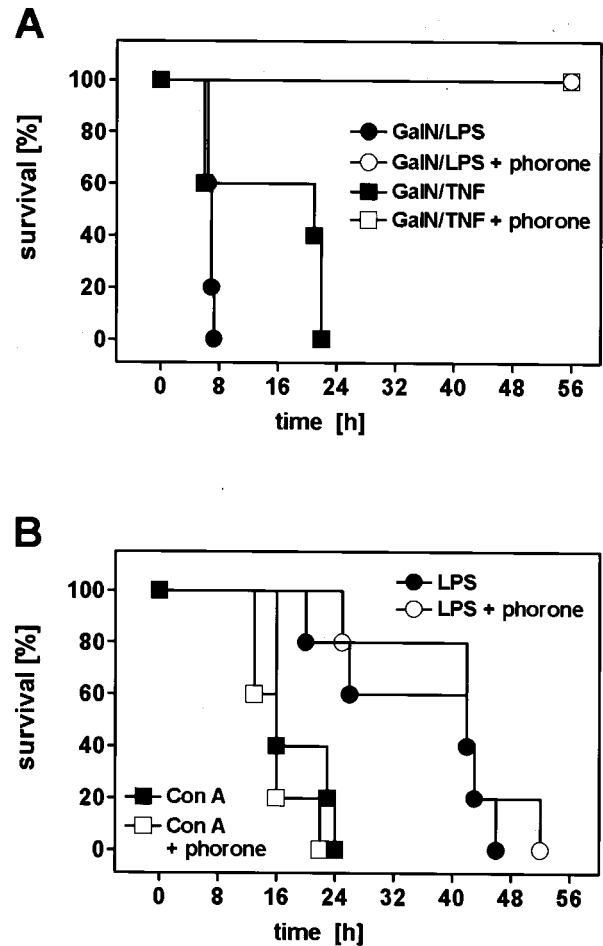 A
survival [%]
100
80
60
40
20
0
GalN/LPS
GalN/LPS + phorone
GalN/TNF
GalN/TNF + phorone
0 8 16 24 32 40 48 56
time [h]
B
survival [%]
100
80
60
40
20
0
LPS
LPS + phorone
Con A
Con A
+ phorone
0 8 16 24 32 40 48 56
time [h]